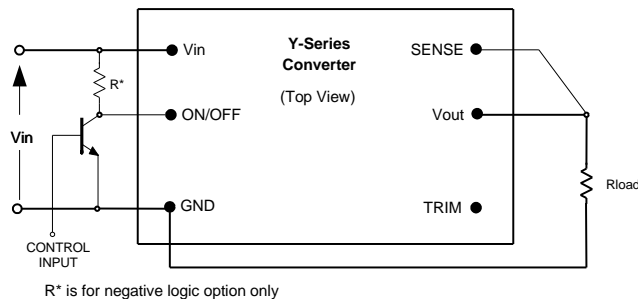 Y-Series
Converter
(Top View)
Vin
SENSE
R*
ON/OFF
Vout
Vin
Rload
GND
TRIM
CONTROL
INPUT
R* is for negative logic option only